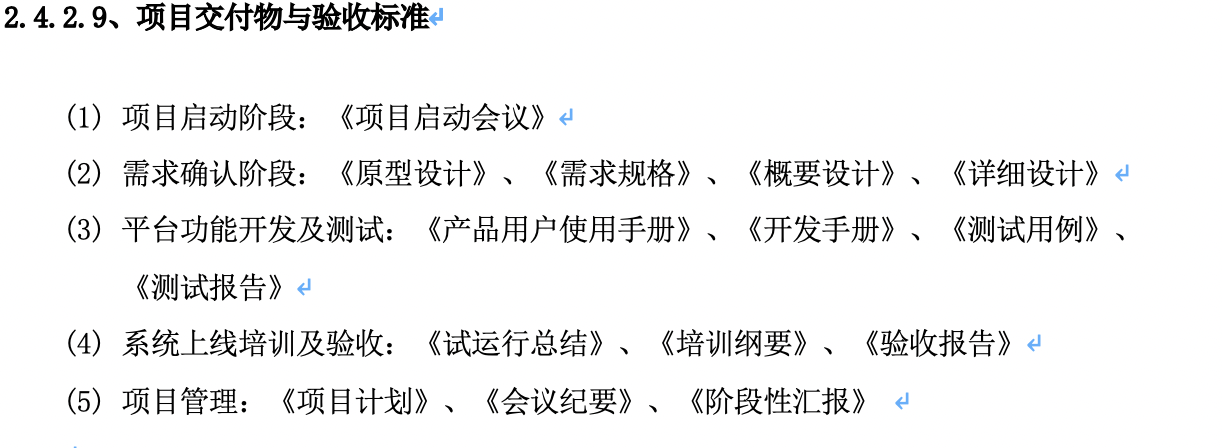 2.4.2.9、项目交付物与验收标准
(1) 项目启动阶段：《项目启动会议》
(2) 需求确认阶段：《原型设计》、《需求规格》、《概要设计》、《详细设计》
(3) 平台功能开发及测试：《产品用户使用手册》、《开发手册》、《测试用例》、
《测试报告》
(4) 系统上线培训及验收：《试运行总结》、《培训纲要》、《验收报告》
(5) 项目管理：《项目计划》、《会议纪要》、《阶段性汇报》